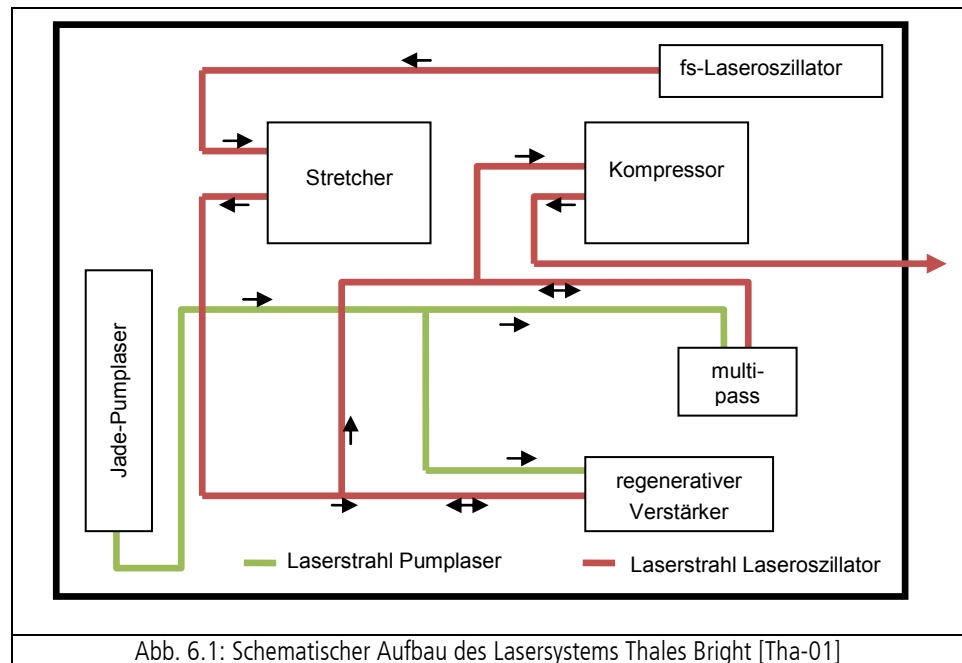 fs-Laseroszillator
Stretcher
Kompressor
Jade-Pumplaser
multi-
pass
regenerativer
Verstärker
Laserstrahl Pumplaser
Laserstrahl Laseroszillator
Abb. 6.1: Schematischer Aufbau des Lasersystems Thales Bright [Tha-01]